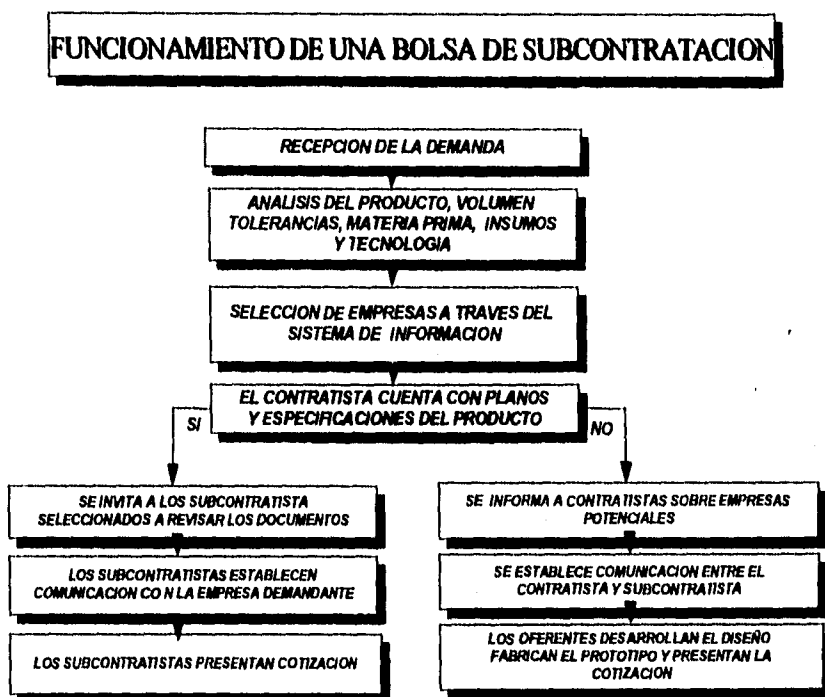 FUNCIONAMIENTO DE UNA BOLSA DE SUBCONTRATACION
RECEPCION DE LA DEMANDA
ANALISIS DEL PRODUCTO, VOLUMEN
TOLERANCIAS, MATERIA PRIMA, INSUMOS
Y TECNOLOGIA
SELECCION DE EMPRESAS A TRAVES DEL
SISTEMA DE INFORMACION
EL CONTRATISTA CUENTA CON PLANOS
Y ESPECIFICACIONES DEL PRODUCTO
SI
NO
SE INVITA A LOS SUBCONTRATISTA
SELECCIONADOS A REVISAR LOS DOCUMENTOS
LOS SUBCONTRATISTAS ESTABLECEN
COMUNICACION CO N LA EMPRESA DEMANDANTE
LOS SUBCONTRATISTAS PRESENTAN COTIZACION
SE INFORMA A CONTRATISTAS SOBRE EMPRESAS
POTENCIALES
SE ESTABLECE COMUNICACION ENTRE EL
CONTRATISTA Y SUBCONTRATISTA
LOS OFERENTES DESARROLLAN EL DISEÑO
FABRICAN EL PROTOTIPO Y PRESENTAN LA
COTIZACION